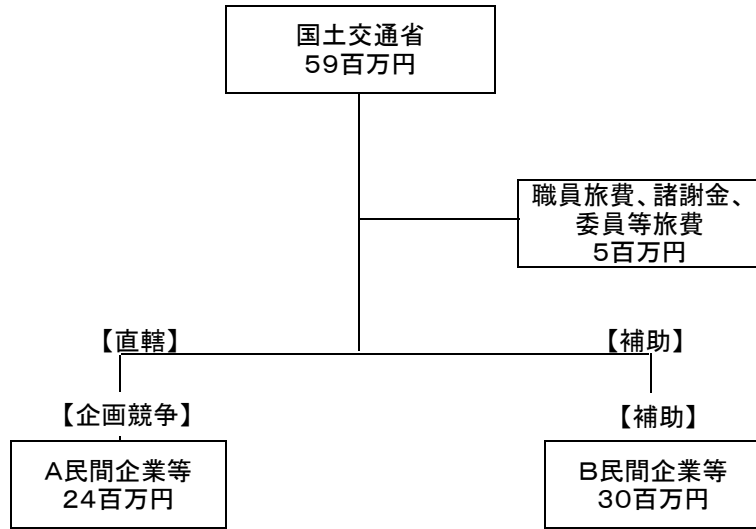 国土交通省
59百万円
職員旅費、諸謝金、
委員等旅費
5百万円
【直轄】
【補助】
【企画競争】
【補助】
A民間企業等
24百万円
B民間企業等
30百万円